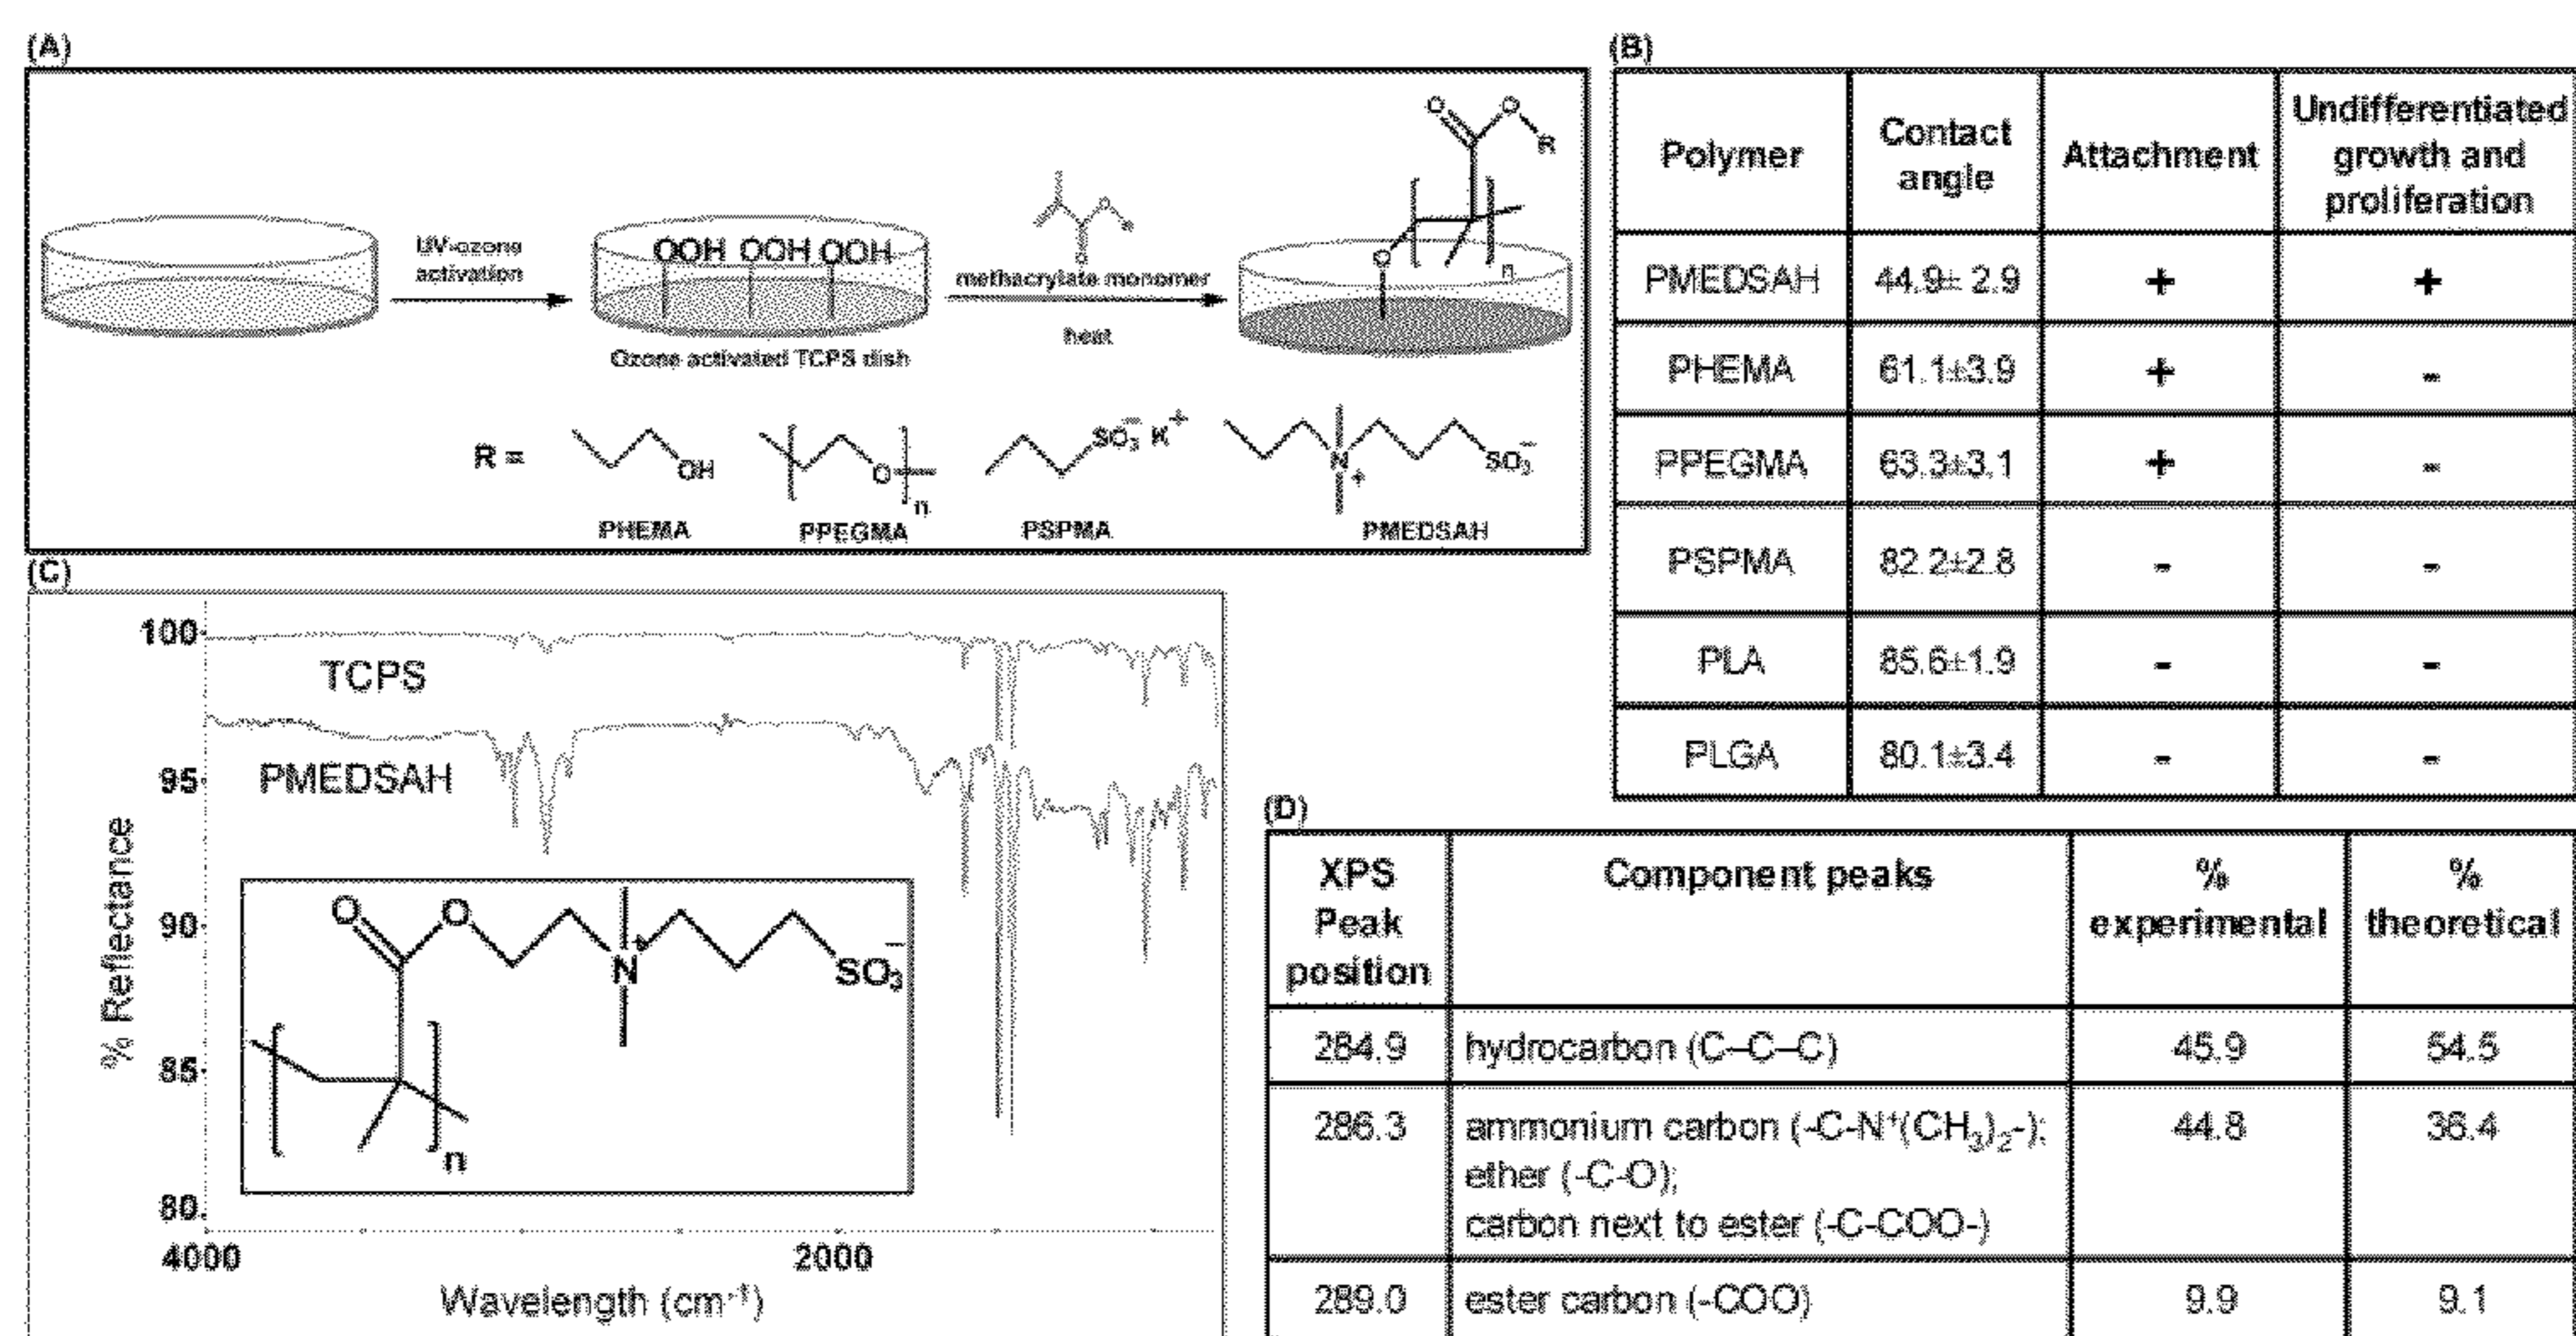 (A)
UV-ozone
activation
OOH OOH OOH
Ozone activated TCPS dish
methacrylate monomer
heat
O O
R
O
n
R =
OH
PHEMA
O
n
PPEGMA
SO3− K+
PSPMA
N
+
SO3−
PMEDSAH
(B)
Polymer
Contact
angle
Attachment
Undifferentiated
growth and
proliferation
PMEDSAH 44.9± 2.9 + +
PHEMA 61.1±3.9 + -
PPEGMA 63.3±3.1 + -
PSPMA 82.2±2.8 - -
PLA 85.6±1.9 - -
PLGA 80.1±3.4 - -
(C)
100
TCPS
95
PMEDSAH
90
85
80
% Reflectance
O O
N
+
SO3−
n
4000 2000
Wavelength (cm-1)
(D)
XPS
Peak
position
Component peaks
%
experimental
%
theoretical
284.9 hydrocarbon (C–C–C) 45.9 54.5
286.3 ammonium carbon (-C-N+(CH3)2-); 44.8 36.4
ether (-C-O);
carbon next to ester (-C-COO-)
289.0 ester carbon (-COO) 9.9 9.1